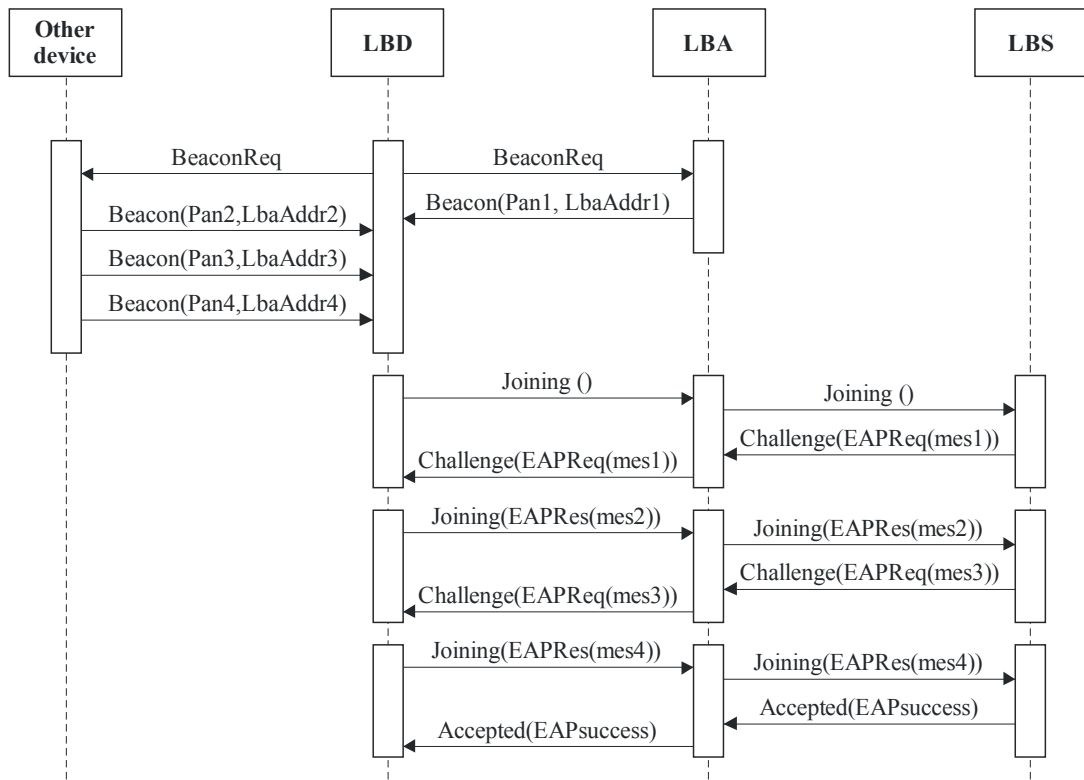 Other
device
LBD
LBA
LBS
BeaconReq
BeaconReq
Beacon(Pan1, LbaAddr1)
Beacon(Pan2,LbaAddr2)
Beacon(Pan3,LbaAddr3)
Beacon(Pan4,LbaAddr4)
Joining ()
Joining ()
Challenge(EAPReq(mes1))
Challenge(EAPReq(mes1))
Joining(EAPRes(mes2))
Joining(EAPRes(mes2))
Challenge(EAPReq(mes3))
Challenge(EAPReq(mes3))
Joining(EAPRes(mes4))
Joining(EAPRes(mes4))
Accepted(EAPsuccess)
Accepted(EAPsuccess)